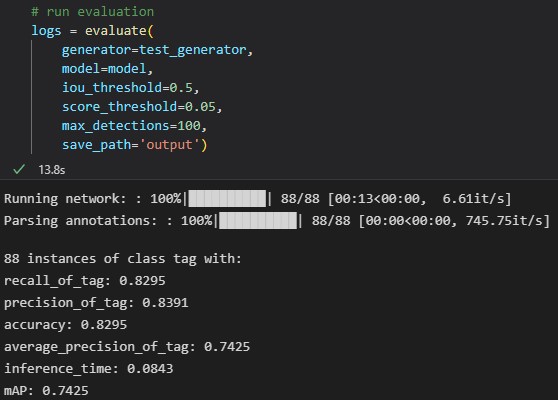 # run evaluation
logs = evaluate(
    generator=test_generator,
    model=model,
    iou_threshold=0.5,
    score_threshold=0.05,
    max_detections=100,
    save_path='output')
✓ 13.8s
Running network: : 100%|██████████| 88/88 [00:13<00:00,  6.61it/s]
Parsing annotations: : 100%|██████████| 88/88 [00:00<00:00, 745.75it/s]
88 instances of class tag with:
recall_of_tag: 0.8295
precision_of_tag: 0.8391
accuracy: 0.8295
average_precision_of_tag: 0.7425
inference_time: 0.0843
mAP: 0.7425